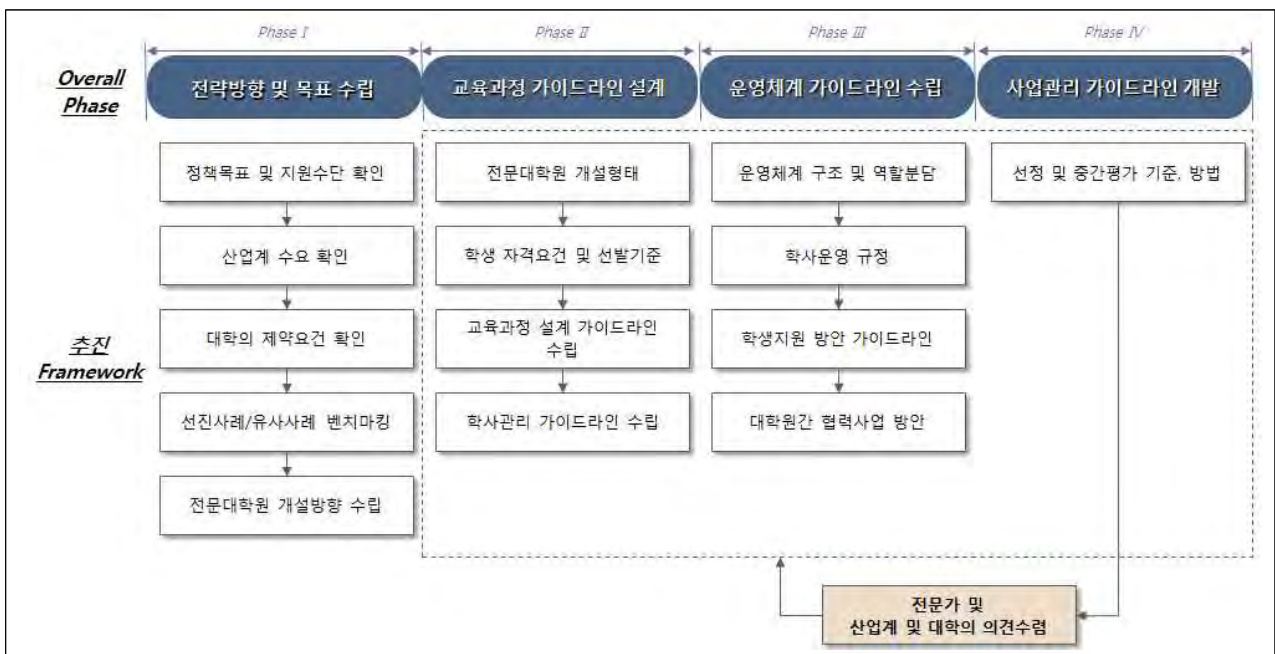 Phase Ⅰ
Phase Ⅱ
Phase Ⅲ
Phase Ⅳ
Overall
Phase
전략방향 및 목표 수립
교육과정 가이드라인 설계
운영체계 가이드라인 수립
사업관리 가이드라인 개발
추진
Framework
정책목표 및 지원수단 확인
산업계 수요 확인
대학의 제약요건 확인
선진사례/유사사례 벤치마킹
전문대학원 개설방향 수립
전문대학원 개설형태
학생 자격요건 및 선발기준
교육과정 설계 가이드라인
수립
학사관리 가이드라인 수립
운영체계 구조 및 역할분담
학사운영 규정
학생지원 방안 가이드라인
대학원간 협력사업 방안
선정 및 중간평가 기준, 방법
전문가 및
산업계 및 대학의 의견수렴